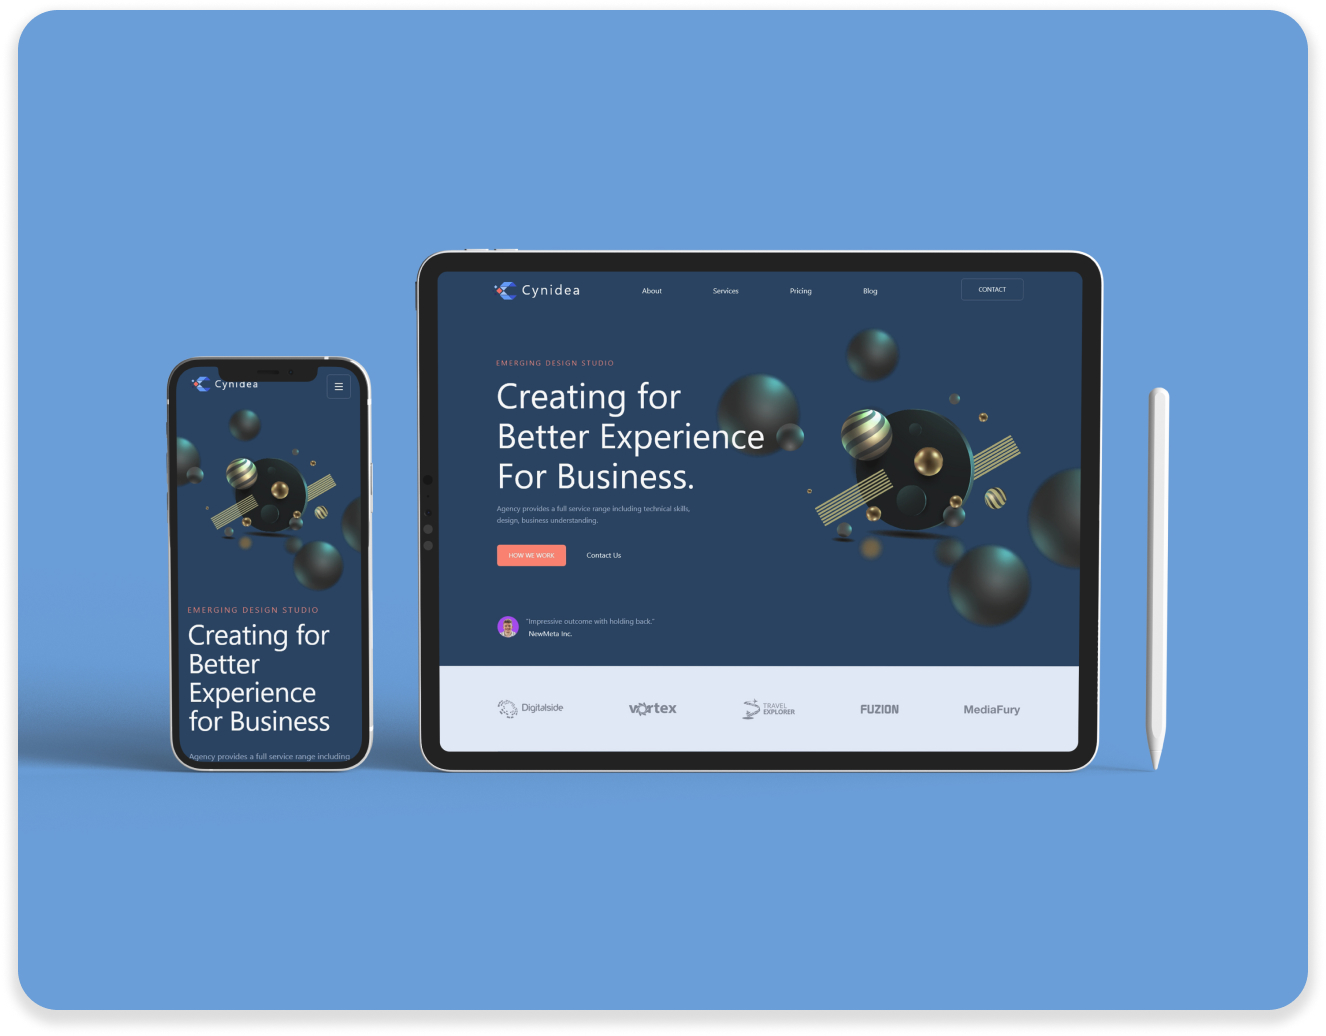 Cynidea
EMERGING DESIGN STUDIO
Creating for
Better
Experience
for Business
Agency provides a full service range including
Cynidea
About
Services
Pricing
Blog
CONTACT
EMERGING DESIGN STUDIO
Creating for
Better Experience
For Business.
Agency provides a full service range including technical skills,
design, business understanding.
HOW WE WORK
Contact Us
"Impressive outcome with holding back."
NewMeta Inc.
Digitalside
vortex
TRAVEL
EXPLORER
FUZION
MediaFury